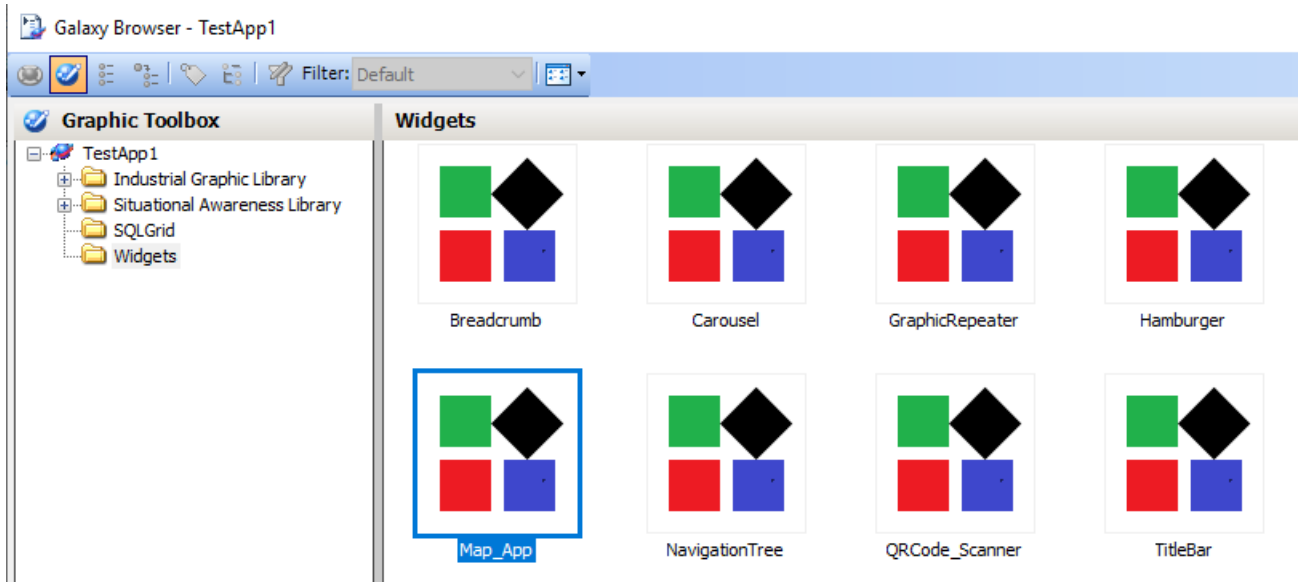 Galaxy Browser - TestApp1
Filter: Default
Graphic Toolbox
TestApp1
Industrial Graphic Library
Situational Awareness Library
SQLGrid
Widgets
Widgets
Breadcrumb Carousel GraphicRepeater Hamburger
Map_App NavigationTree QRCode_Scanner TitleBar